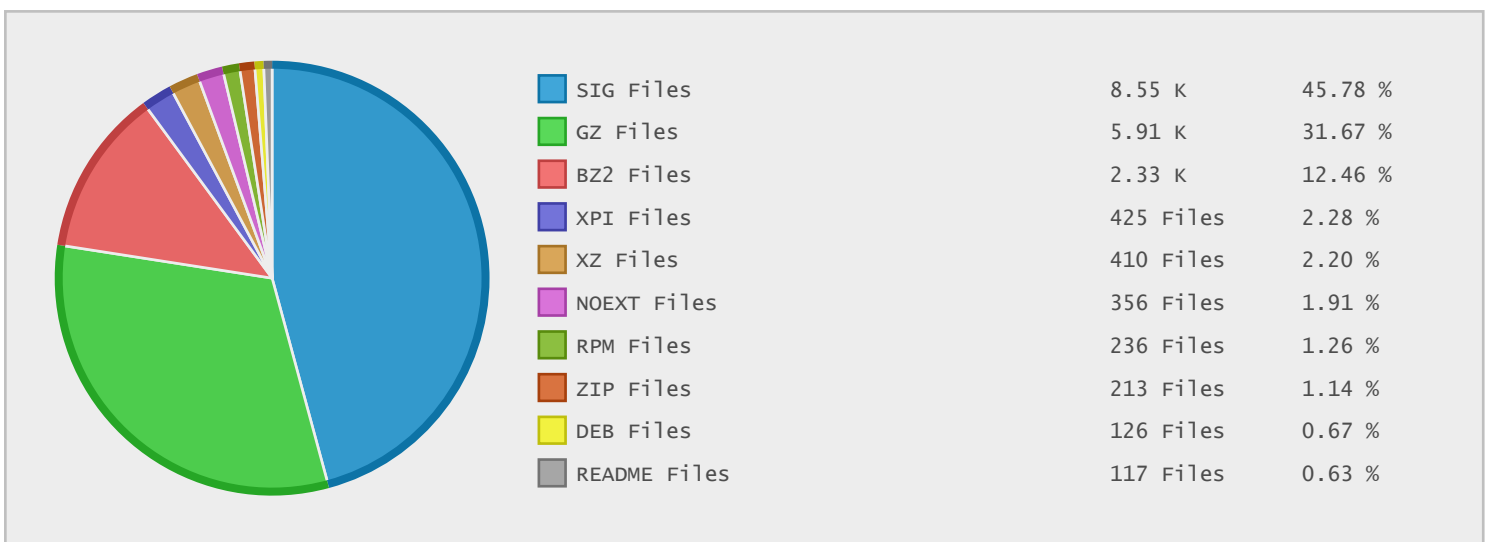 SIG Files 8.55 K 45.78 %
GZ Files 5.91 K 31.67 %
BZ2 Files 2.33 K 12.46 %
XPI Files 425 Files 2.28 %
XZ Files 410 Files 2.20 %
NOEXT Files 356 Files 1.91 %
RPM Files 236 Files 1.26 %
ZIP Files 213 Files 1.14 %
DEB Files 126 Files 0.67 %
README Files 117 Files 0.63 %